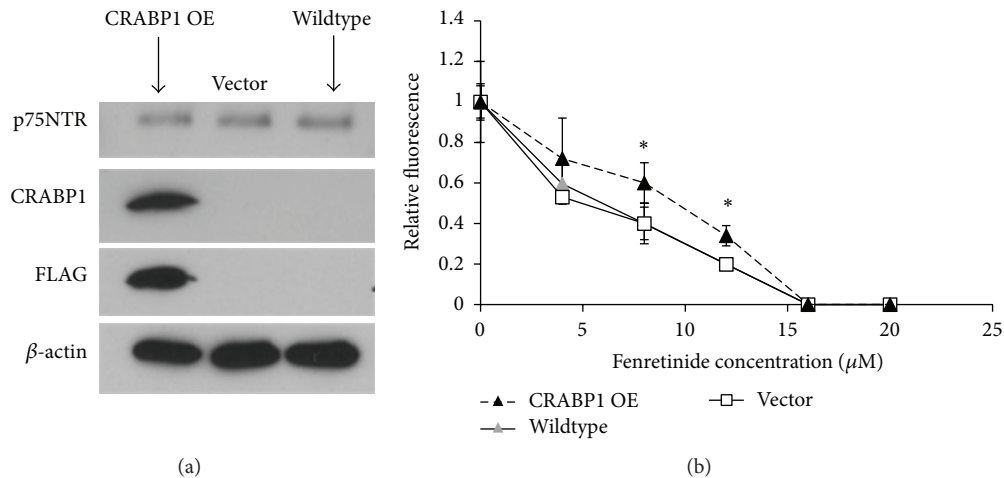 CRABP1 OE
Wildtype
Vector
p75NTR
CRABP1
FLAG
β-actin
(a)
1.4
1.2
1
0.8
0.6
0.4
0.2
0
Relative fluorescence
*
*
0
5
10
15
20
25
Fenretinide concentration (μM)
CRABP1 OE
Vector
Wildtype
(b)